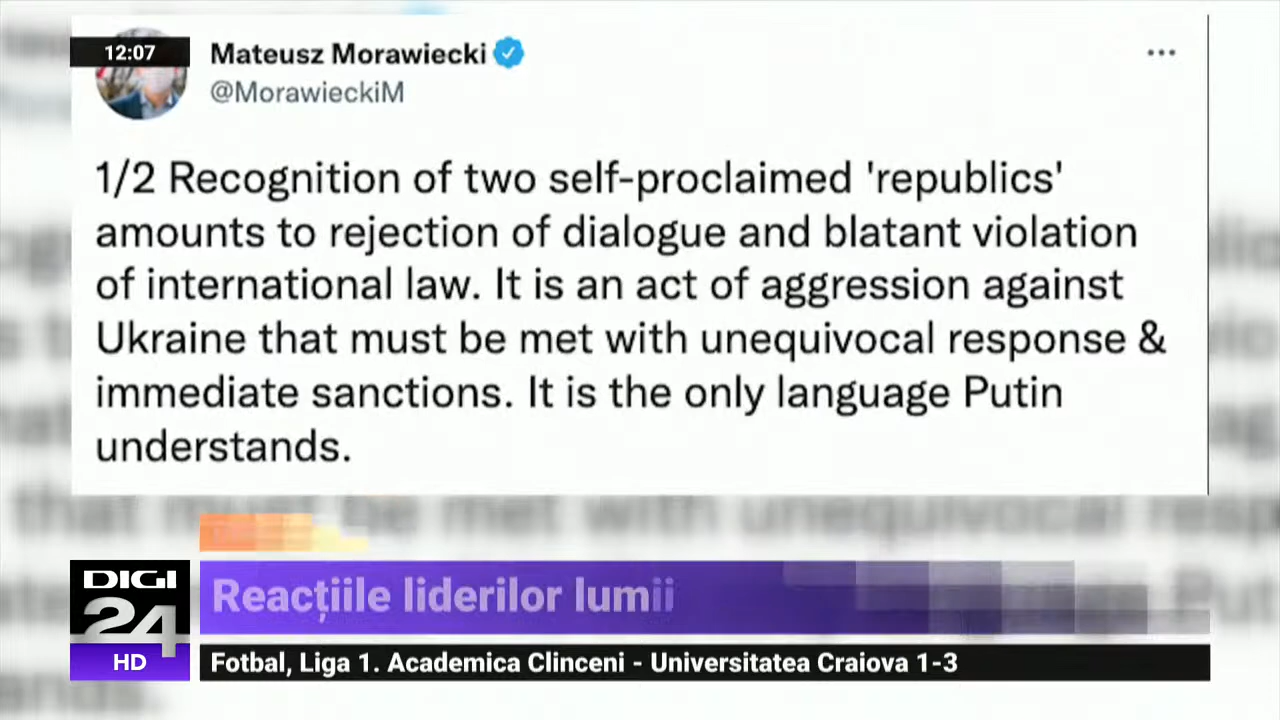 12:07
Mateusz Morawiecki
@MorawieckiM
1/2 Recognition of two self-proclaimed 'republics'
amounts to rejection of dialogue and blatant violation
of international law. It is an act of aggression against
Ukraine that must be met with unequivocal response &
immediate sanctions. It is the only language Putin
understands.
Reacțiile liderilor lumii
DIGI
24
HD
Fotbal, Liga 1. Academica Clinceni - Universitatea Craiova 1-3